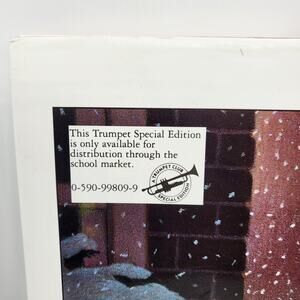 This Trumpet Special Edition
is only available for
distribution through the
school market.
0-590-99809-9
A TRUMPET CLUB
SPECIAL EDITION